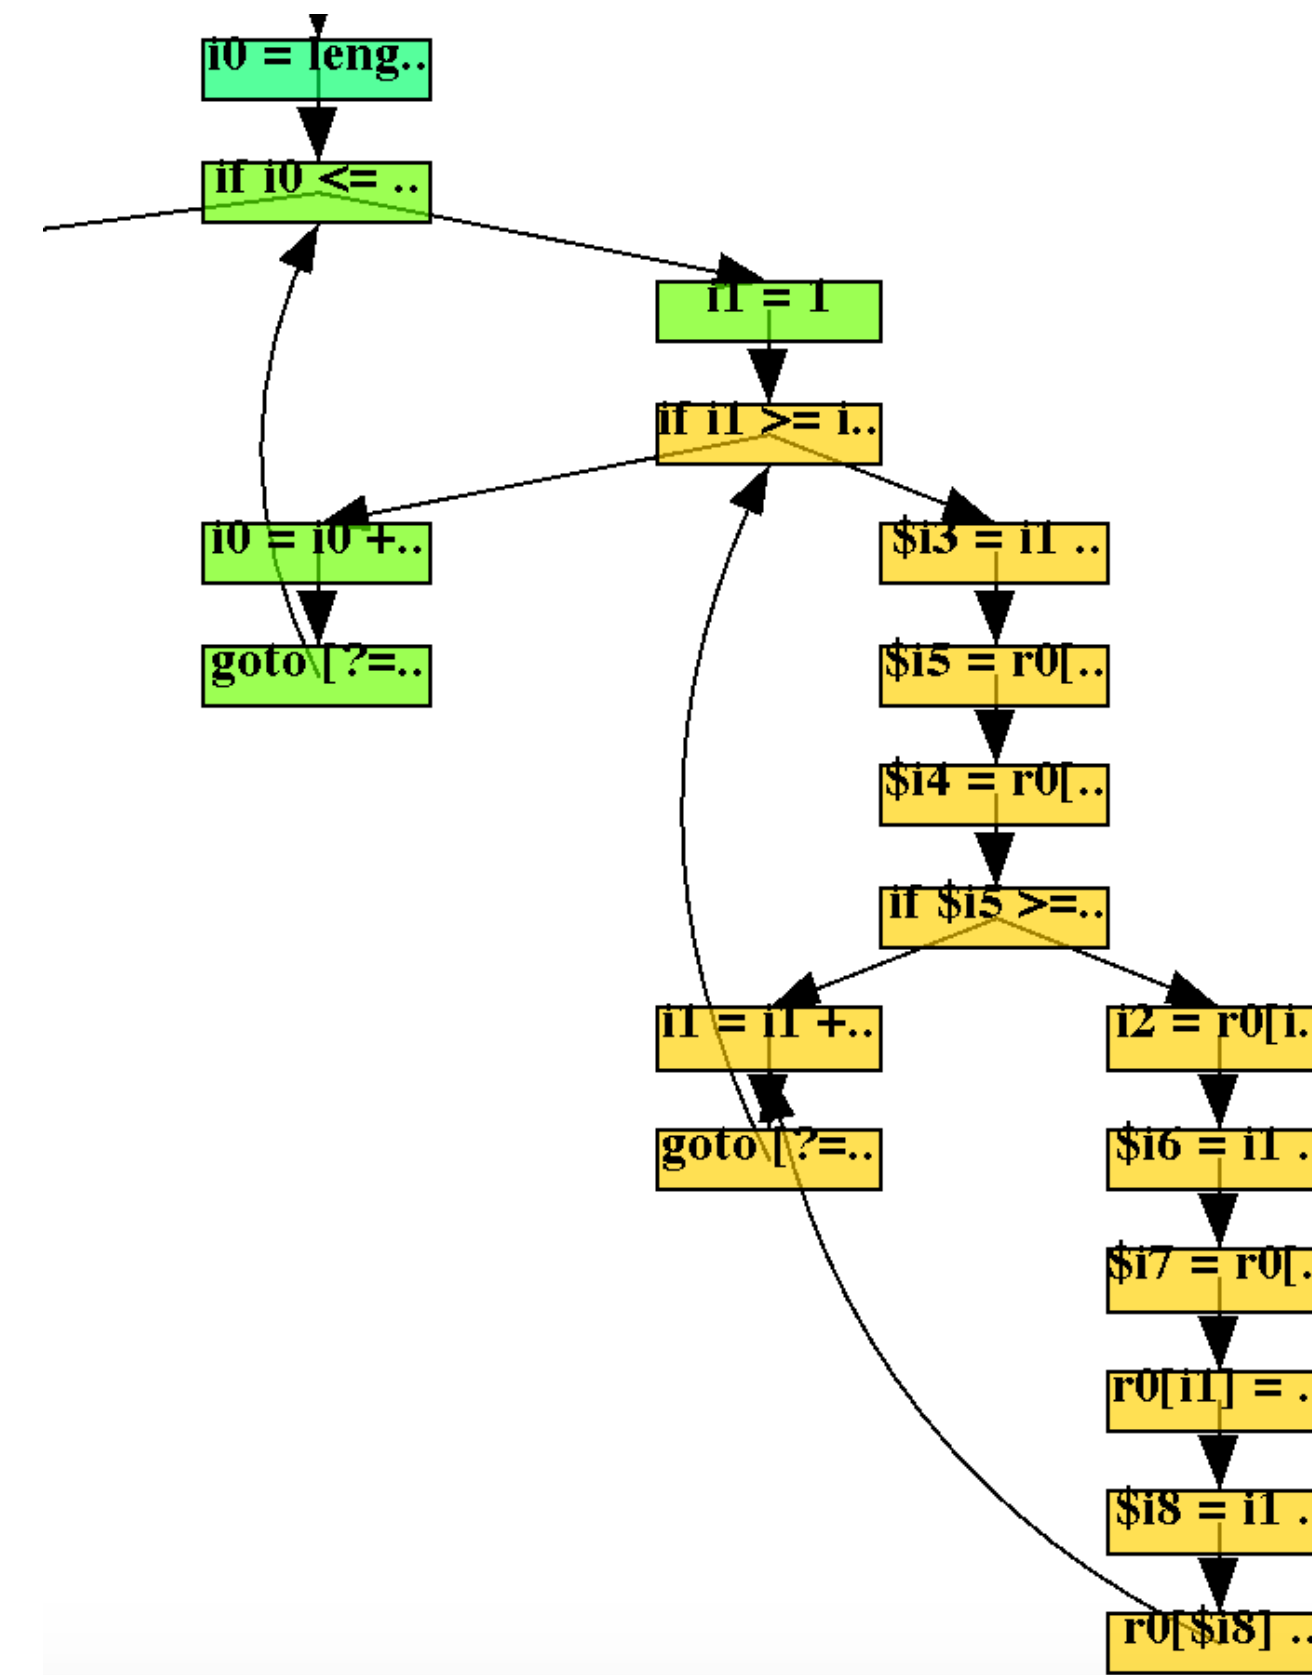 i0 = leng..
if i0 <= ..
i1 = 1
if i1 >= i..
i0 = i0 +..
$i3 = i1 ..
goto [?=..
$i5 = r0[..
$i4 = r0[..
if $i5 >=..
i1 = i1 +..
i2 = r0[i.
goto [?=..
$i6 = i1 .
$i7 = r0[.
r0[i1] = .
$i8 = i1 .
r0[$i8] ..